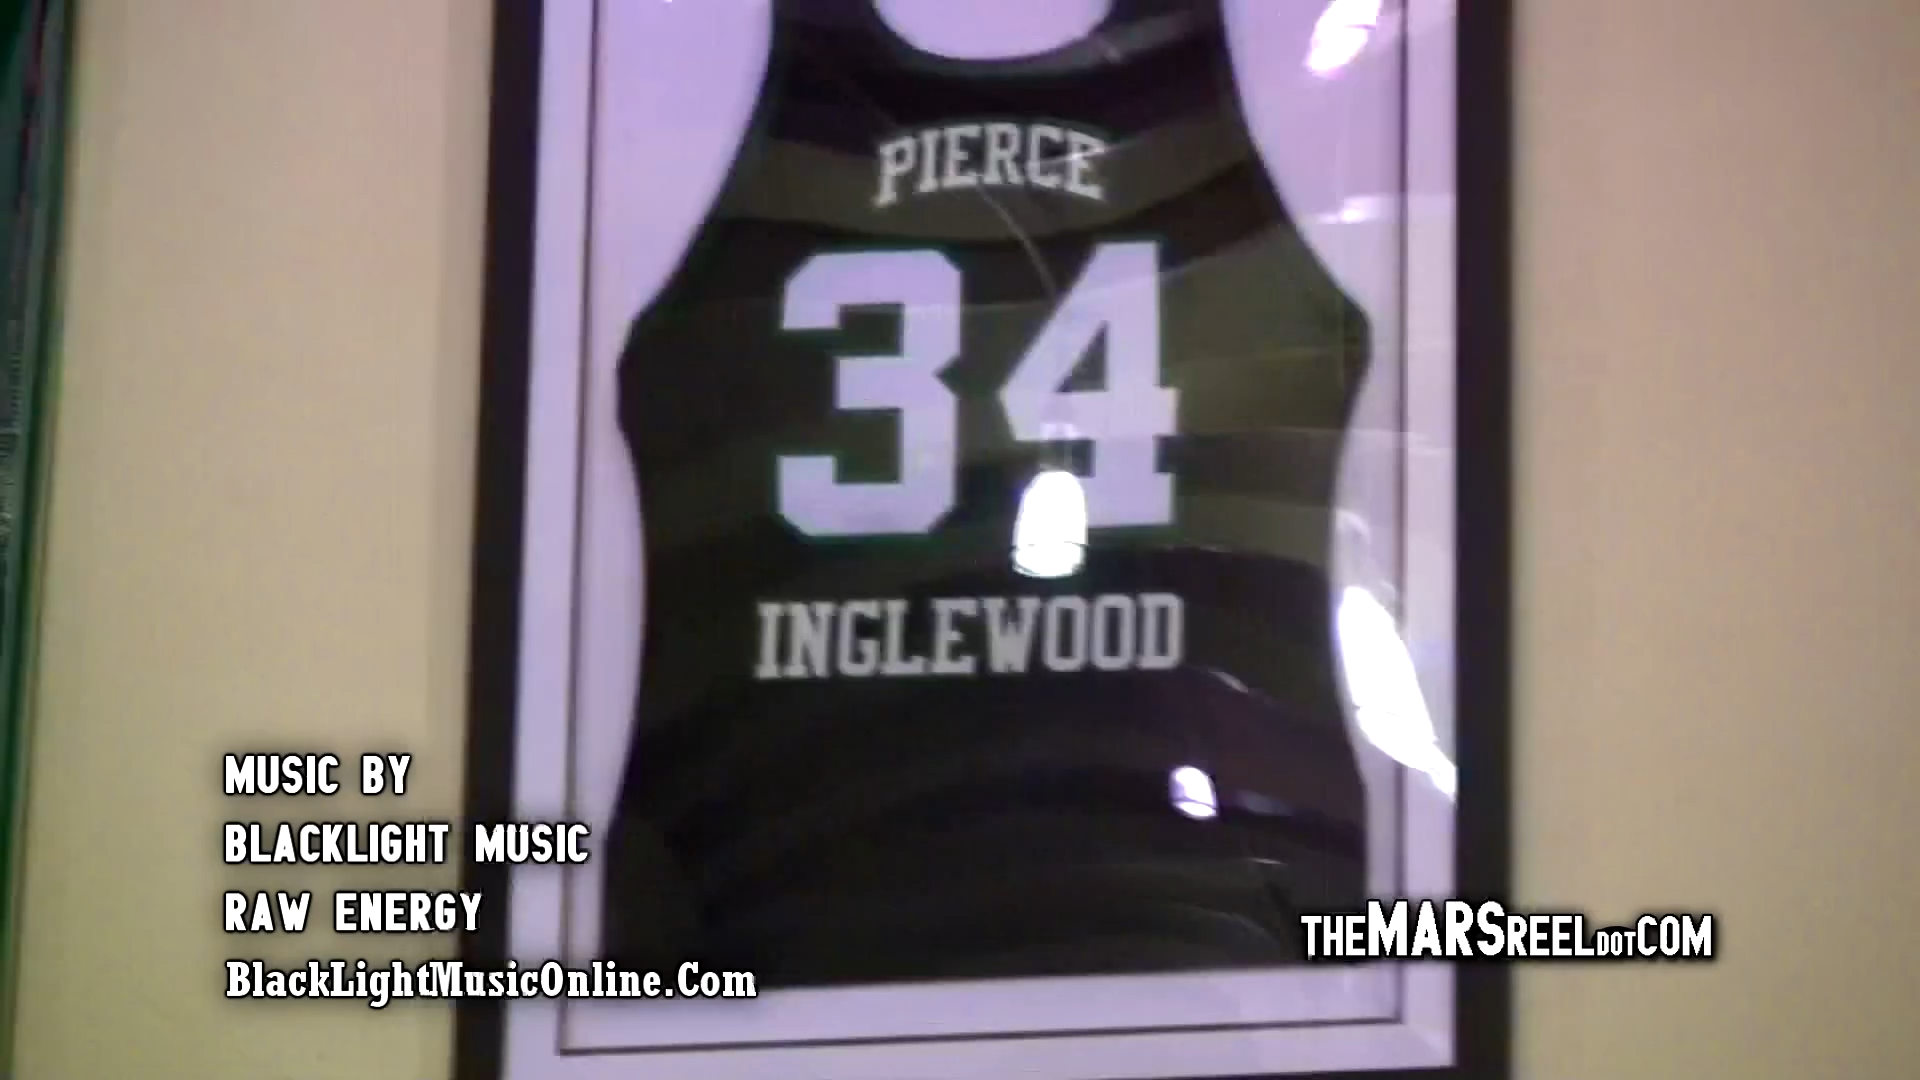 PIERCE
34
INGLEWOOD
MUSIC BY
BLACKLIGHT MUSIC
RAW ENERGY
BlackLightMusicOnline.Com
THEMARSREELDOTCOM